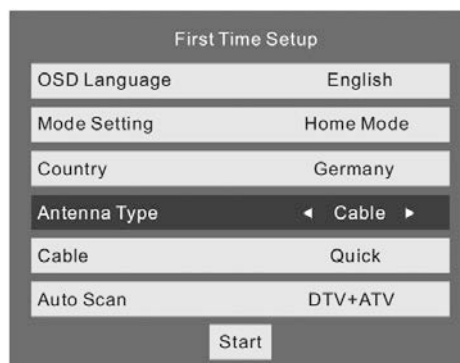 First Time Setup
OSD Language English
Mode Setting Home Mode
Country Germany
Antenna Type ◄ Cable ►
Cable Quick
Auto Scan DTV+ATV
Start